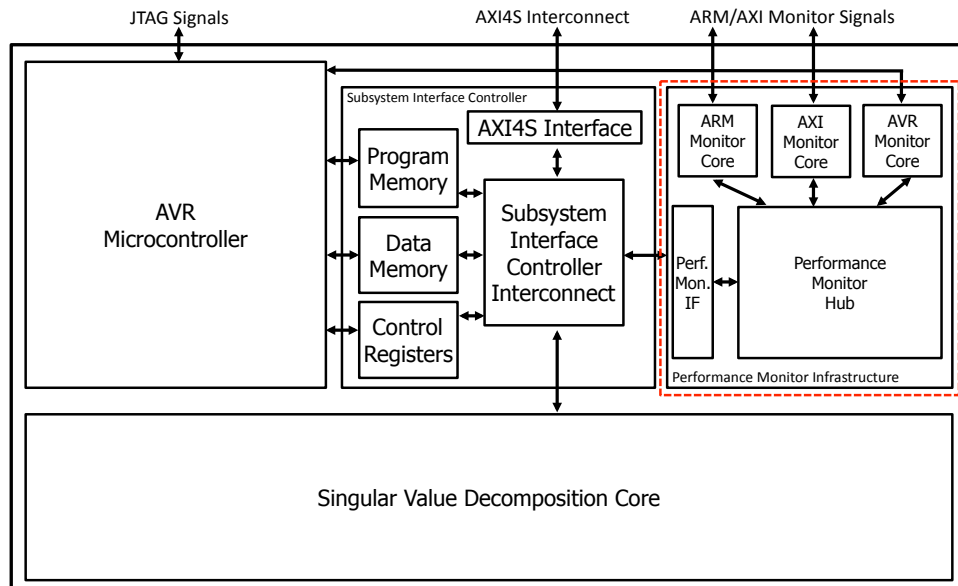 JTAG Signals
AXI4S Interconnect
ARM/AXI Monitor Signals
AVR
Microcontroller
Subsystem Interface Controller
AXI4S Interface
Program
Memory
Data
Memory
Control
Registers
Subsystem
Interface
Controller
Interconnect
ARM
Monitor
Core
AXI
Monitor
Core
AVR
Monitor
Core
Perf.
Mon.
IF
Performance
Monitor
Hub
Performance Monitor Infrastructure
Singular Value Decomposition Core